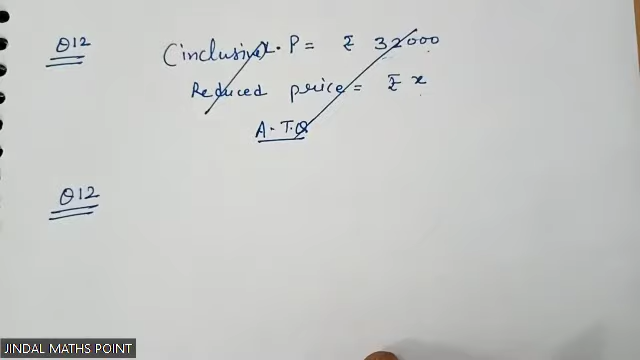 Q12
(inclusive) L.P = ₹ 32000
Reduced price = ₹ x
A.T.Q
Q12
JINDAL MATHS POINT